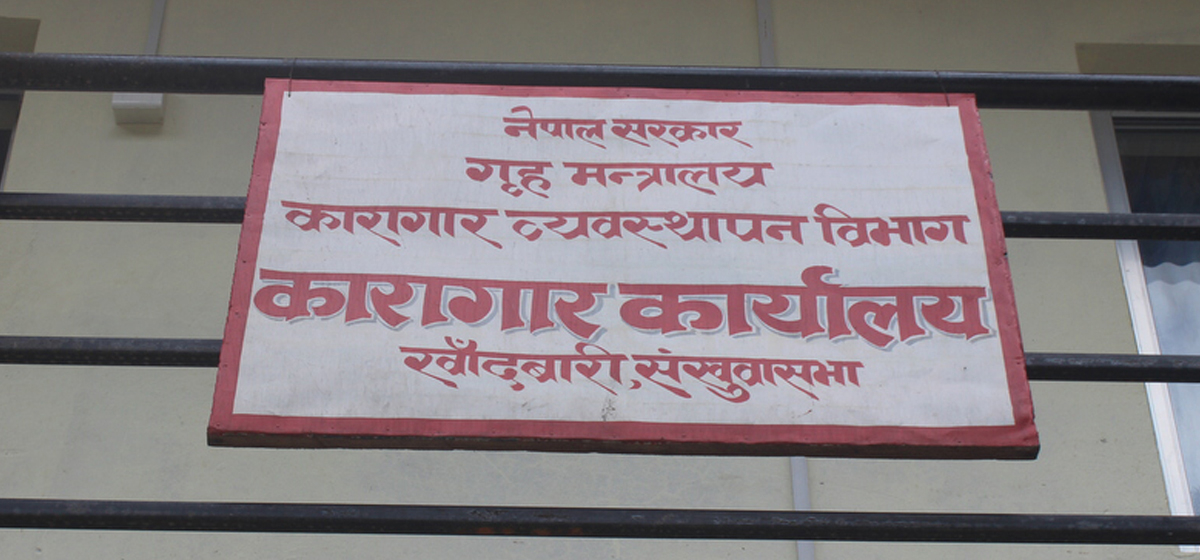 नेपाल सरकार
गृह मन्त्रालय
कारागार व्यवस्थापन विभाग
कारागार कार्यालय
खाँदबारी, संखुवासभा